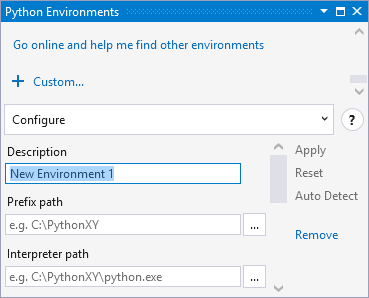 Python Environments
Go online and help me find other environments
+ Custom...
Configure
?
Description
New Environment 1
Prefix path
e.g. C:\PythonXY
...
Interpreter path
e.g. C:\PythonXY\python.exe
...
Apply
Reset
Auto Detect
Remove